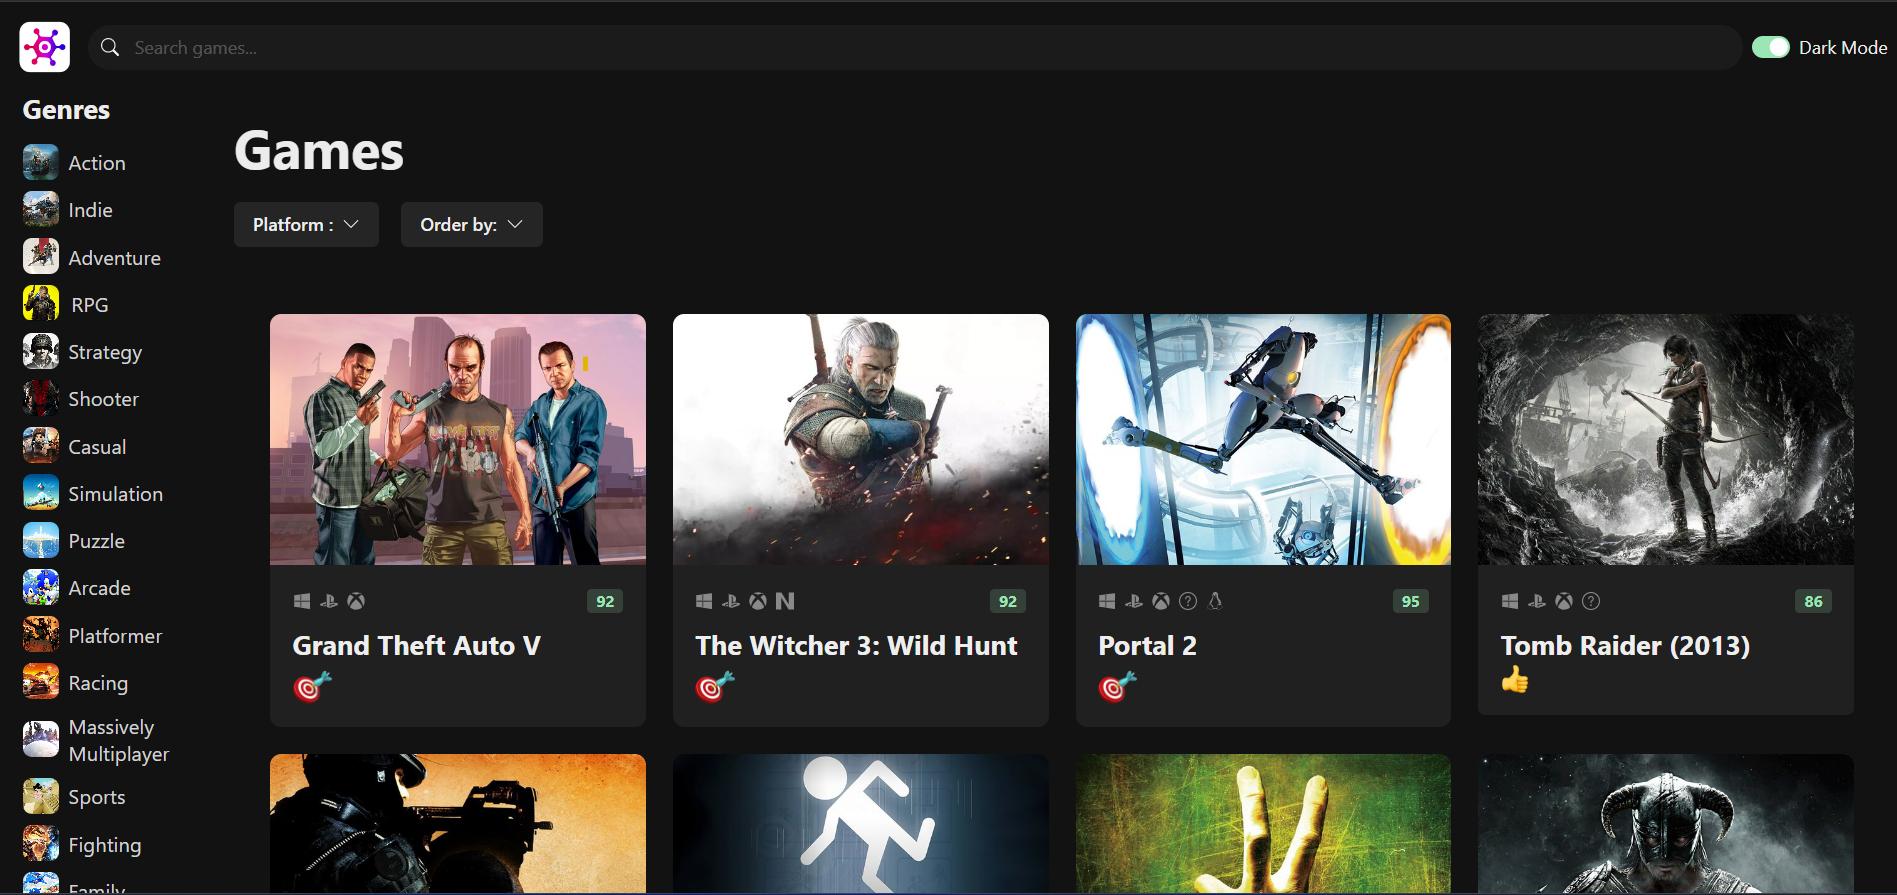 Search games...
Dark Mode
Genres
Action
Indie
Adventure
RPG
Strategy
Shooter
Casual
Simulation
Puzzle
Arcade
Platformer
Racing
Massively
Multiplayer
Sports
Fighting
Family
Games
Platform :
Order by:
92
Grand Theft Auto V
92
The Witcher 3: Wild Hunt
95
Portal 2
86
Tomb Raider (2013)